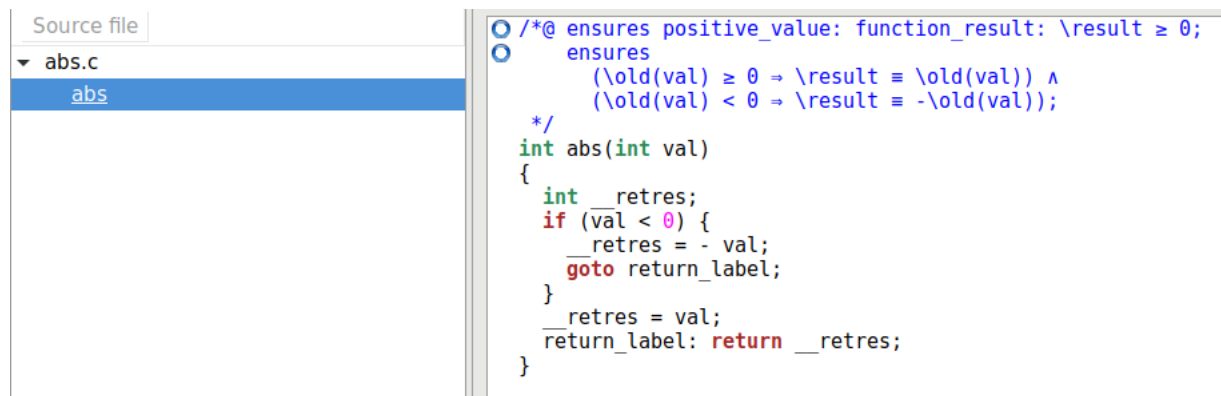 Source file
abs.c
abs
/*@ ensures positive_value: function_result: \result ≥ 0;
    ensures
      (\old(val) ≥ 0 ⇒ \result ≡ \old(val)) ∧
      (\old(val) < 0 ⇒ \result ≡ -\old(val));
 */
int abs(int val)
{
  int __retres;
  if (val < 0) {
    __retres = - val;
    goto return_label;
  }
  __retres = val;
  return_label: return __retres;
}